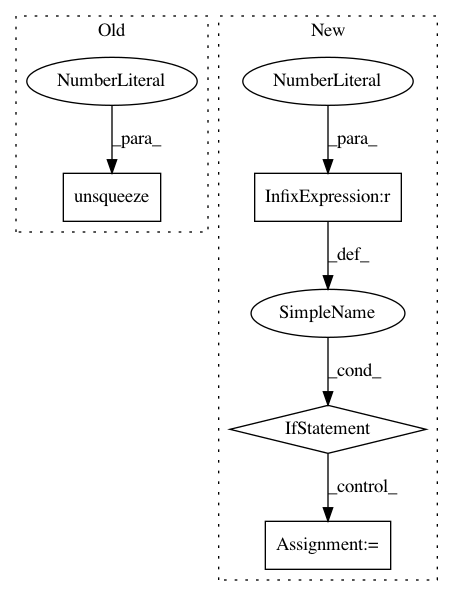 Old
NumberLiteral
_para_
unsqueeze
New
NumberLiteral
_para_
InfixExpression:r
_def_
SimpleName
_cond_
IfStatement
_control_
Assignment:=